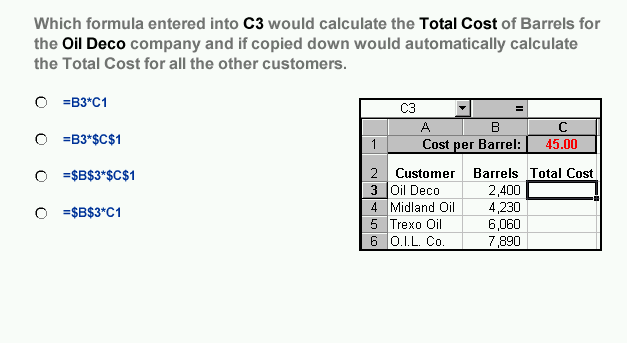 Which formula entered into C3 would calculate the Total Cost of Barrels for
the Oil Deco company and if copied down would automatically calculate
the Total Cost for all the other customers.
=B3*C1
=B3*$C$1
=$B$3*$C$1
=$B$3*C1
C3 =
A B C
1 Cost per Barrel: 45.00
2 Customer Barrels Total Cost
3 Oil Deco 2,400
4 Midland Oil 4,230
5 Trexo Oil 6,060
6 O.I.L. Co. 7,890